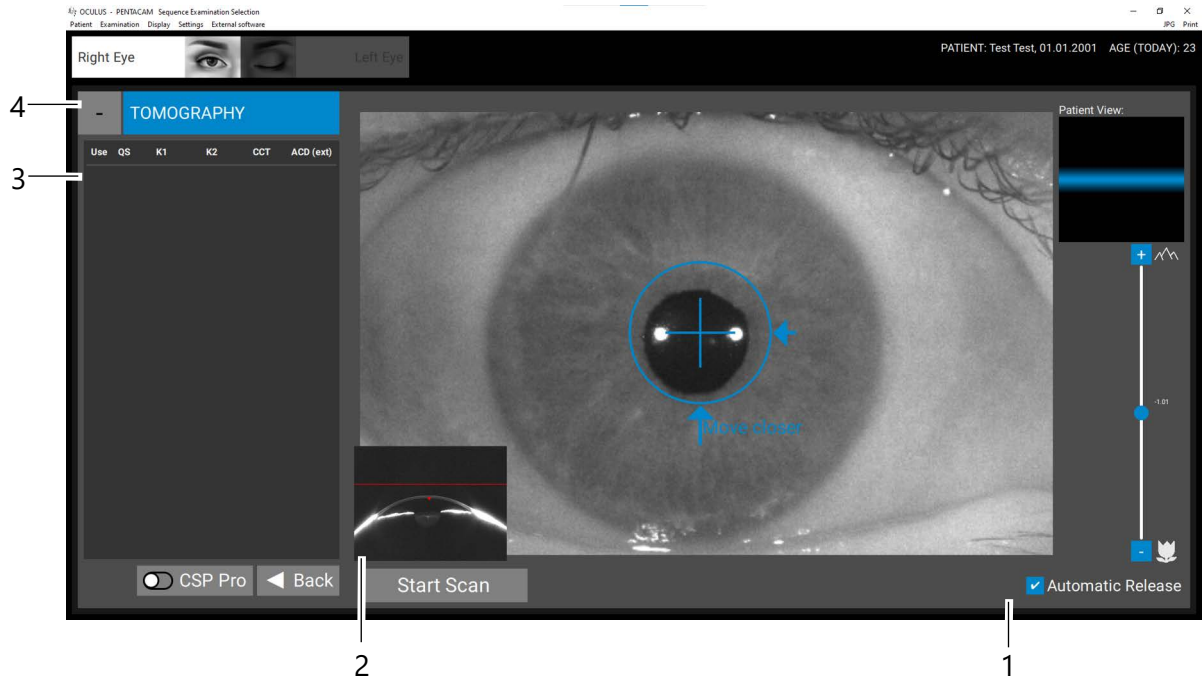 OCULUS - PENTACAM Sequence Examination Selection
Patient Examination Display Settings External software
JPG Print
Right Eye
Left Eye
PATIENT: Test Test, 01.01.2001 AGE (TODAY): 23
4
- TOMOGRAPHY
Patient View:
Use QS K1 K2 CCT ACD (ext)
3
+
-1.01
Move closer
-
CSP Pro
Back
Start Scan
Automatic Release
2
1